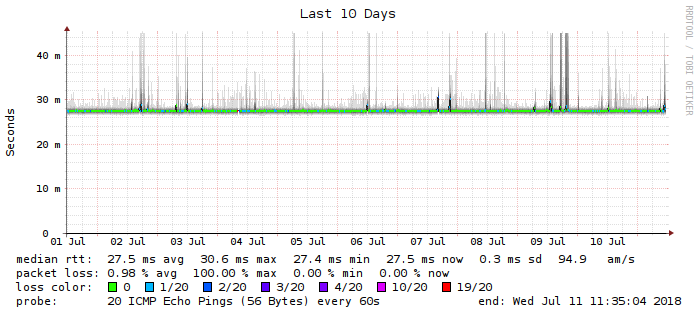 Last 10 Days
RRDTOOL / TOBI OETIKER
Seconds
40 m
30 m
20 m
10 m
0
01 Jul 02 Jul 03 Jul 04 Jul 05 Jul 06 Jul 07 Jul 08 Jul 09 Jul 10 Jul
median rtt: 27.5 ms avg 30.6 ms max 27.4 ms min 27.5 ms now 0.3 ms sd 94.9 am/s
packet loss: 0.98 % avg 100.00 % max 0.00 % min 0.00 % now
loss color: 0 1/20 2/20 3/20 4/20 10/20 19/20
probe: 20 ICMP Echo Pings (56 Bytes) every 60s end: Wed Jul 11 11:35:04 2018